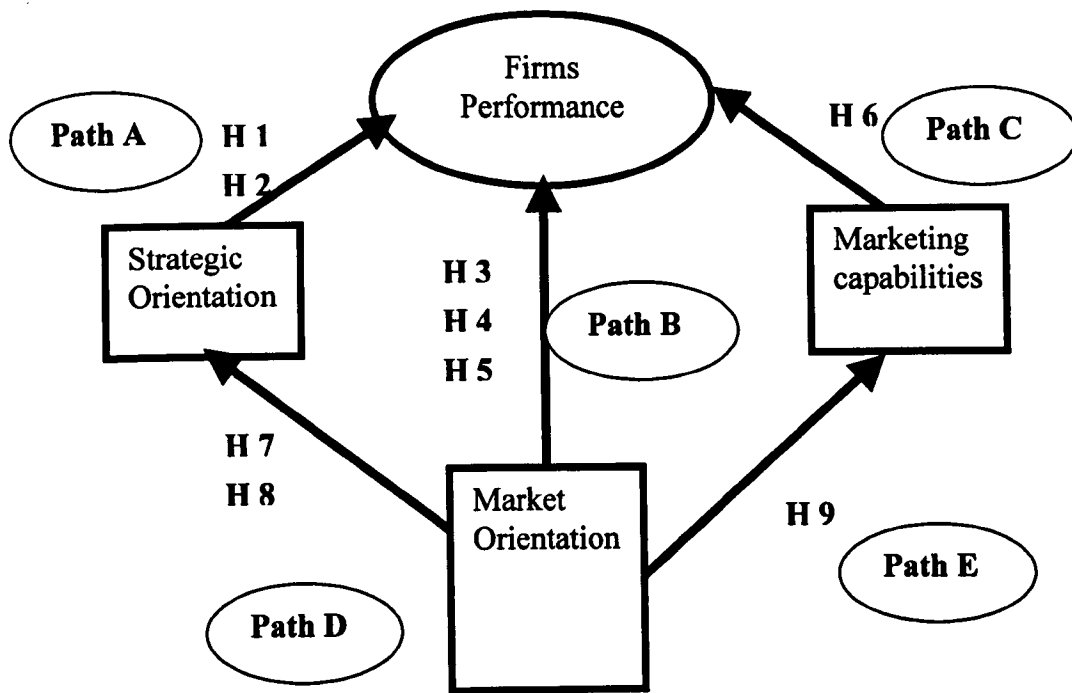 Firms
Performance
Path A
H 1
H 2
H 6
Path C
Strategic
Orientation
Marketing
capabilities
H 3
H 4
H 5
Path B
H 7
H 8
Market
Orientation
H 9
Path D
Path E